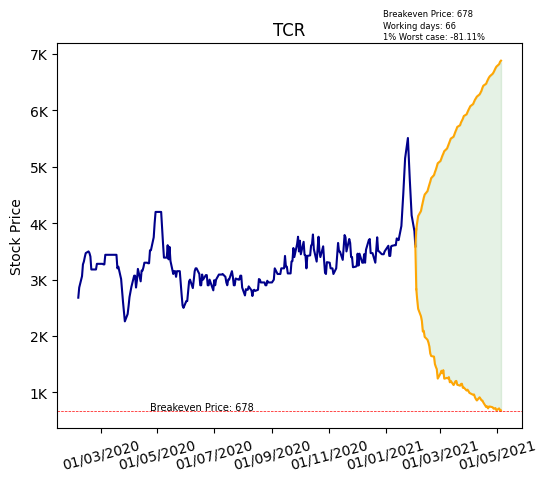 Breakeven Price: 678
Working days: 66
1% Worst case: -81.11%
TCR
7K
6K
5K
4K
3K
2K
1K
Stock Price
Breakeven Price: 678
01/03/2020
01/05/2020
01/07/2020
01/09/2020
01/11/2020
01/01/2021
01/03/2021
01/05/2021